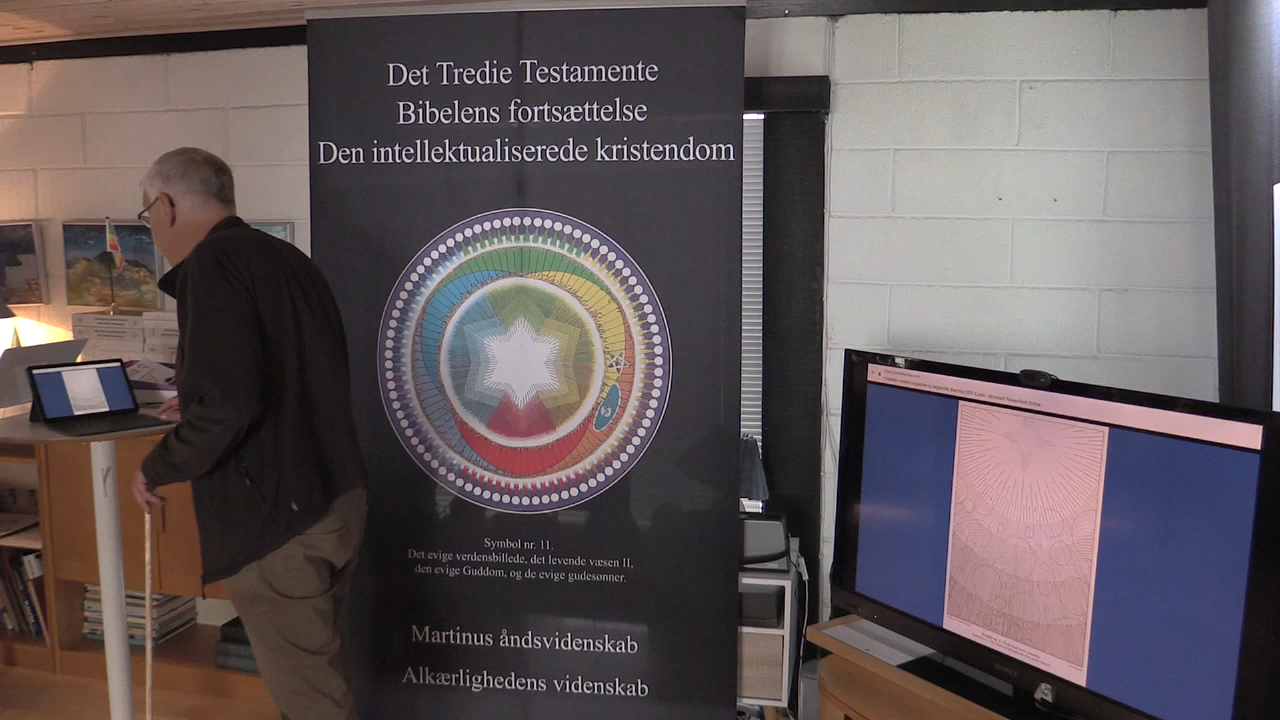 Det Tredie Testamente
Bibelens fortsættelse
Den intellektualiserede kristendom
Symbol nr. 11.
Det evige verdensbillede, det levende væsen II,
den evige Guddom, og de evige gudesønner.
Martinus åndsvidenskab
Alkærlighedens videnskab